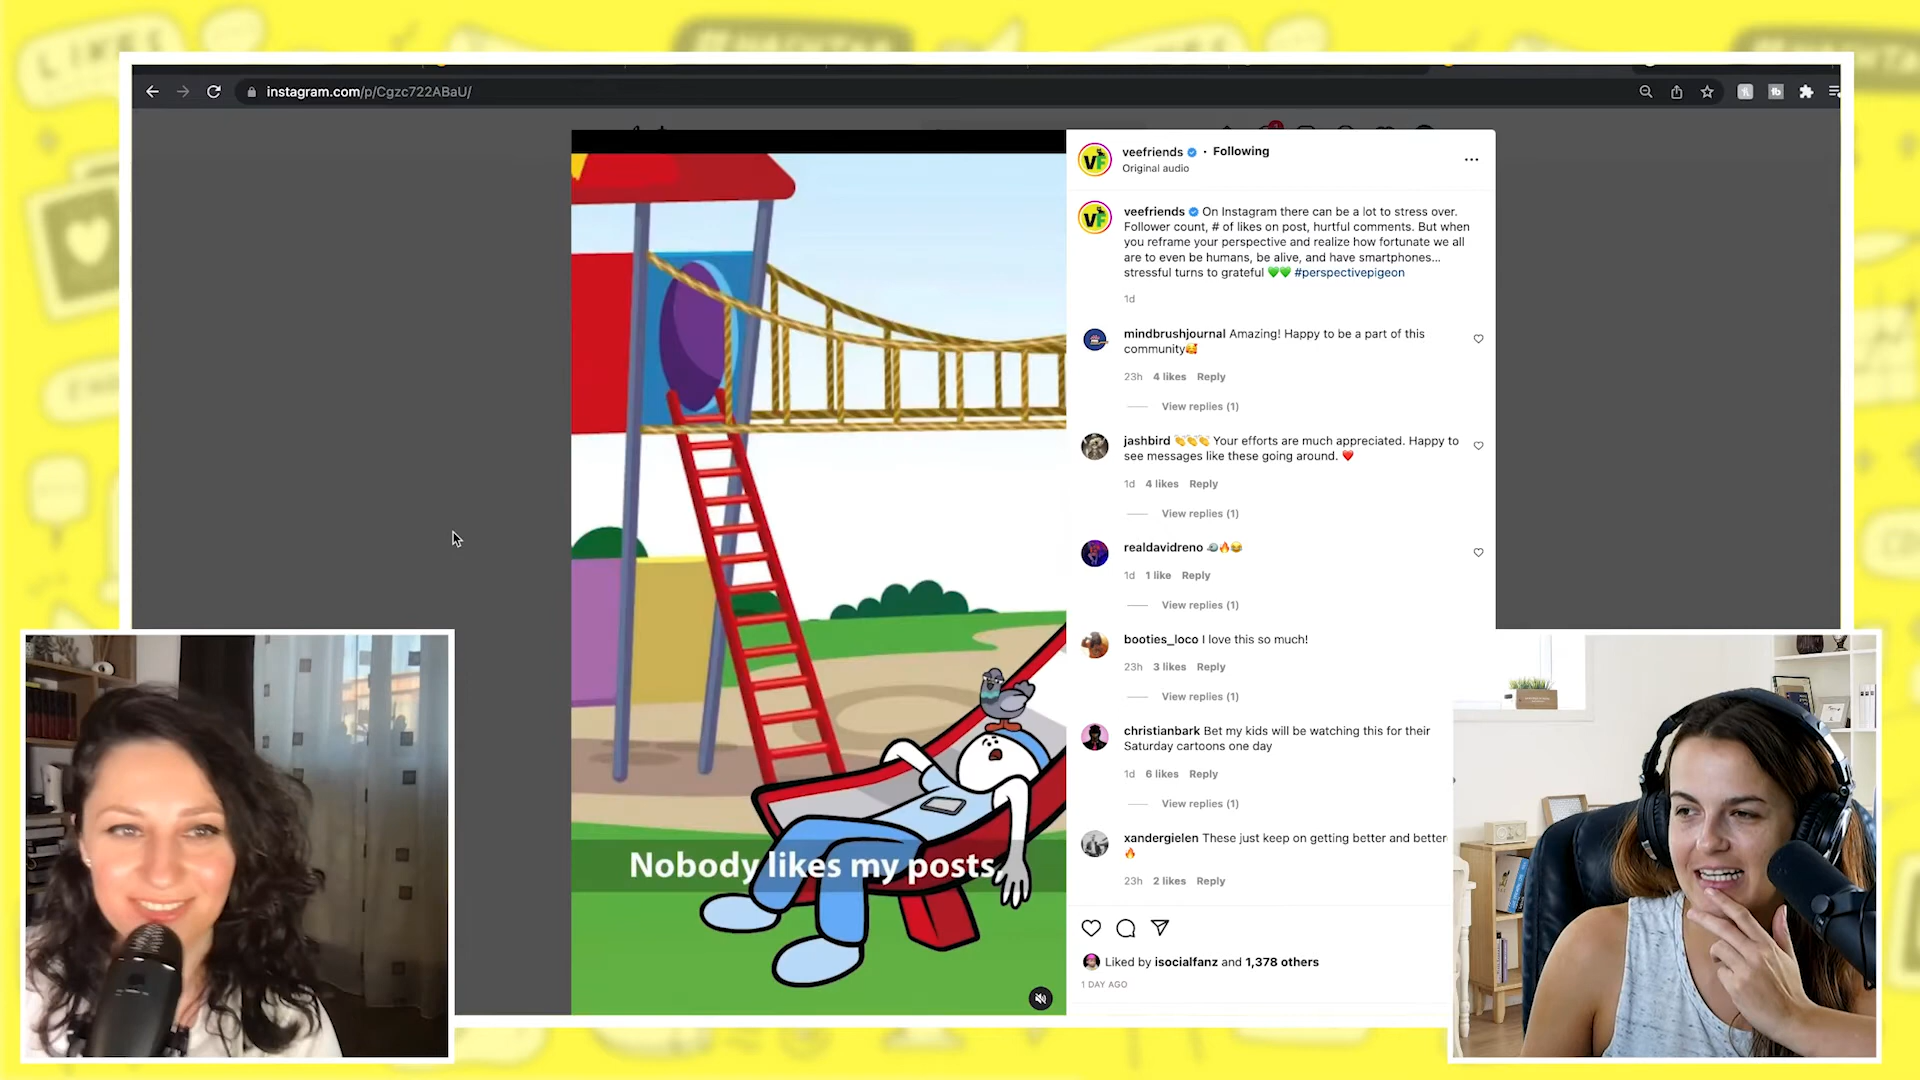 LIKES
instagram.com/p/Cgzc722ABaU/
veefriends • Following
Original audio
veefriends On Instagram there can be a lot to stress over.
Follower count, # of likes on post, hurtful comments. But when
you reframe your perspective and realize how fortunate we all
are to even be humans, be alive, and have smartphones...
stressful turns to grateful 💚💚 #perspectivepigeon
1d
mindbrushjournal Amazing! Happy to be a part of this
community🥰
23h 4 likes Reply
View replies (1)
jashbird 👏👏👏 Your efforts are much appreciated. Happy to
see messages like these going around. ❤️
1d 4 likes Reply
View replies (1)
realdavidreno
1d 1 like Reply
View replies (1)
booties_loco I love this so much!
23h 3 likes Reply
View replies (1)
christianbark Bet my kids will be watching this for their
Saturday cartoons one day
1d 6 likes Reply
View replies (1)
xandergielen These just keep on getting better and better
🔥
23h 2 likes Reply
Liked by isocialfanz and 1,378 others
1 DAY AGO
Nobody likes my posts,